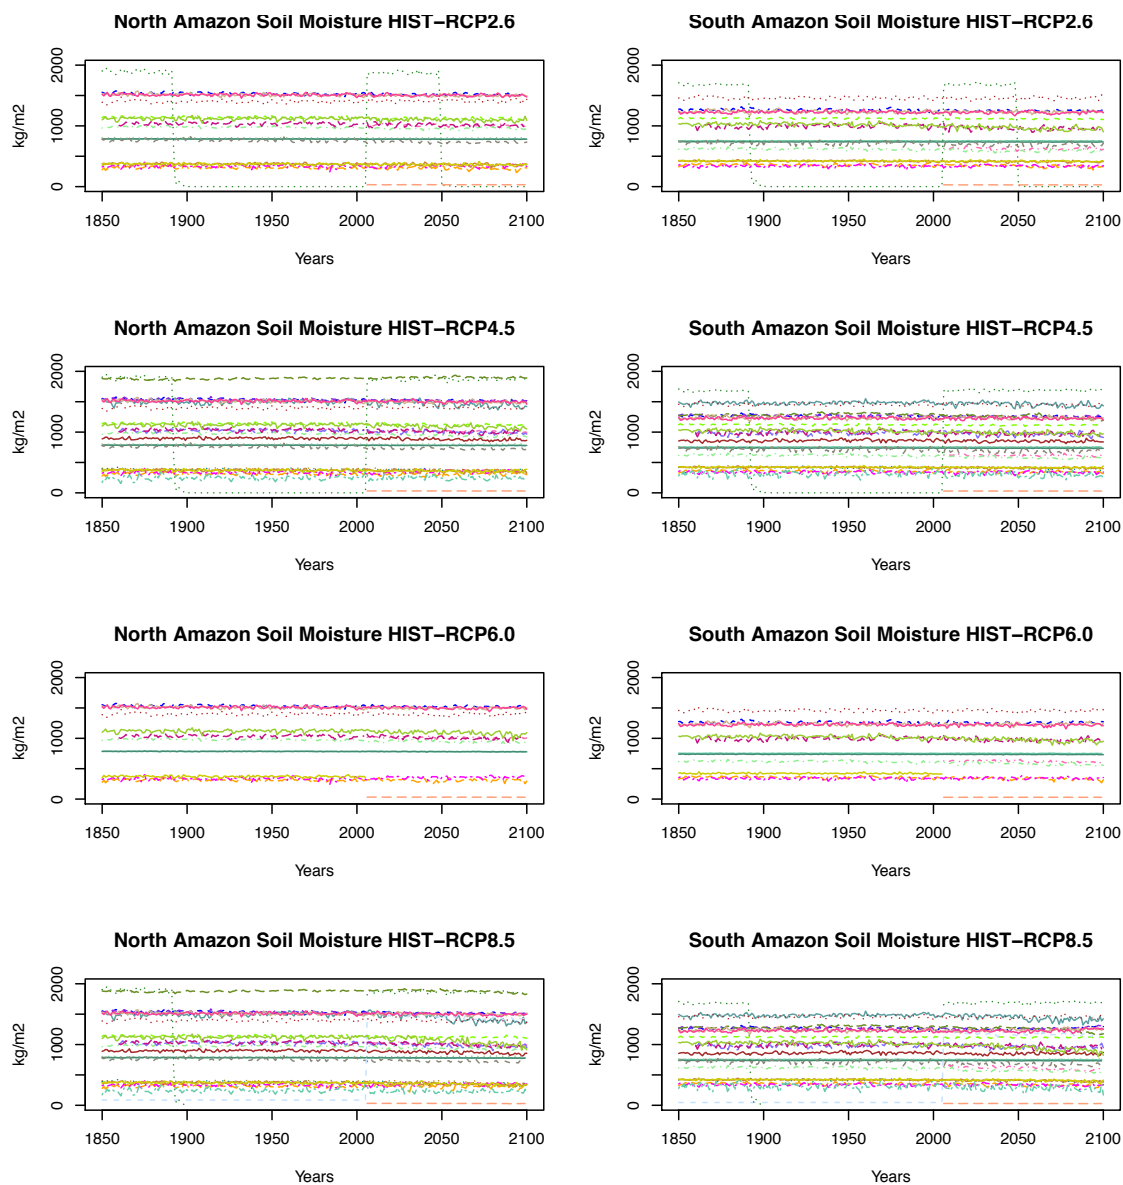 North Amazon Soil Moisture HIST−RCP2.6
South Amazon Soil Moisture HIST−RCP2.6
kg/m2
0 1000 2000
1850 1900 1950 2000 2050 2100
Years
kg/m2
0 1000 2000
1850 1900 1950 2000 2050 2100
Years
North Amazon Soil Moisture HIST−RCP4.5
South Amazon Soil Moisture HIST−RCP4.5
kg/m2
0 1000 2000
1850 1900 1950 2000 2050 2100
Years
kg/m2
0 1000 2000
1850 1900 1950 2000 2050 2100
Years
North Amazon Soil Moisture HIST−RCP6.0
South Amazon Soil Moisture HIST−RCP6.0
kg/m2
0 1000 2000
1850 1900 1950 2000 2050 2100
Years
kg/m2
0 1000 2000
1850 1900 1950 2000 2050 2100
Years
North Amazon Soil Moisture HIST−RCP8.5
South Amazon Soil Moisture HIST−RCP8.5
kg/m2
0 1000 2000
1850 1900 1950 2000 2050 2100
Years
kg/m2
0 1000 2000
1850 1900 1950 2000 2050 2100
Years